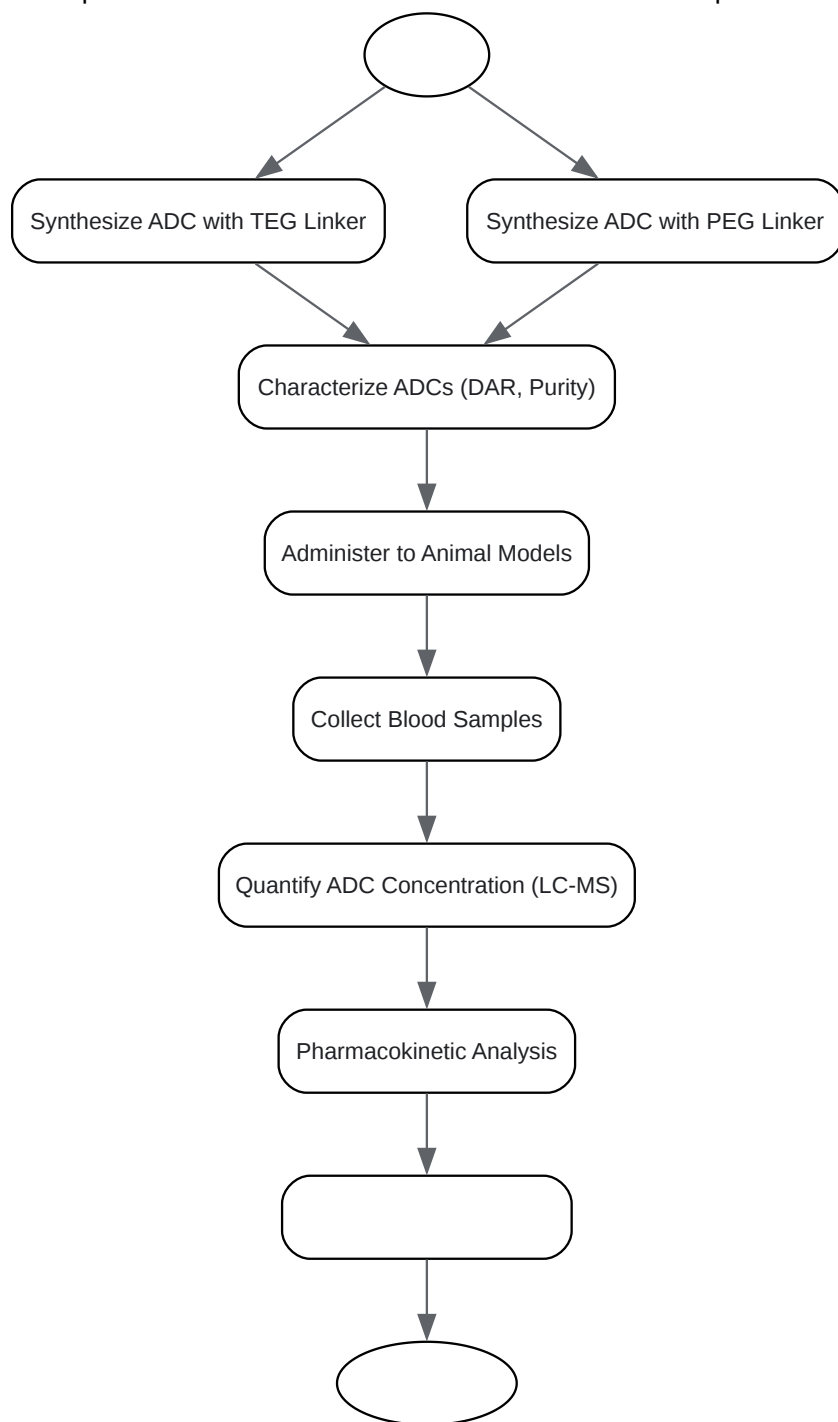 Synthesize ADC with TEG Linker
Synthesize ADC with PEG Linker
Characterize ADCs (DAR, Purity)
Administer to Animal Models
Collect Blood Samples
Quantify ADC Concentration (LC-MS)
Pharmacokinetic Analysis